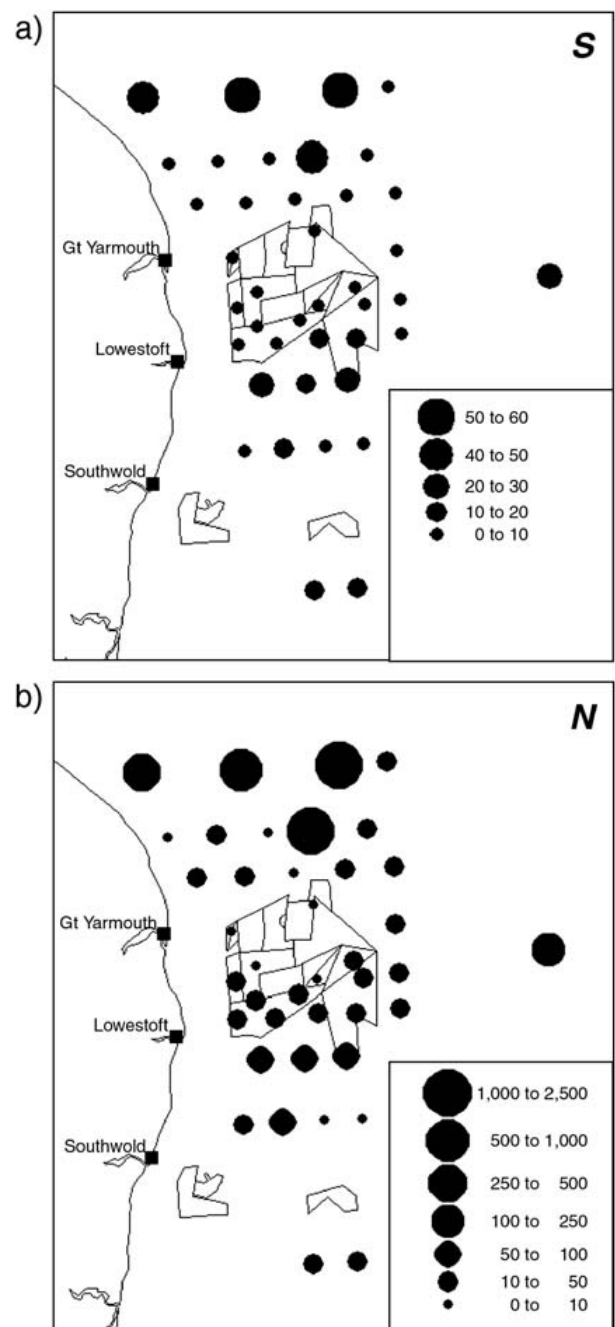 a)
S
Gt Yarmouth
Lowestoft
Southwold
50 to 60
40 to 50
20 to 30
10 to 20
0 to 10
b)
N
Gt Yarmouth
Lowestoft
Southwold
1,000 to 2,500
500 to 1,000
250 to 500
100 to 250
50 to 100
10 to 50
0 to 10